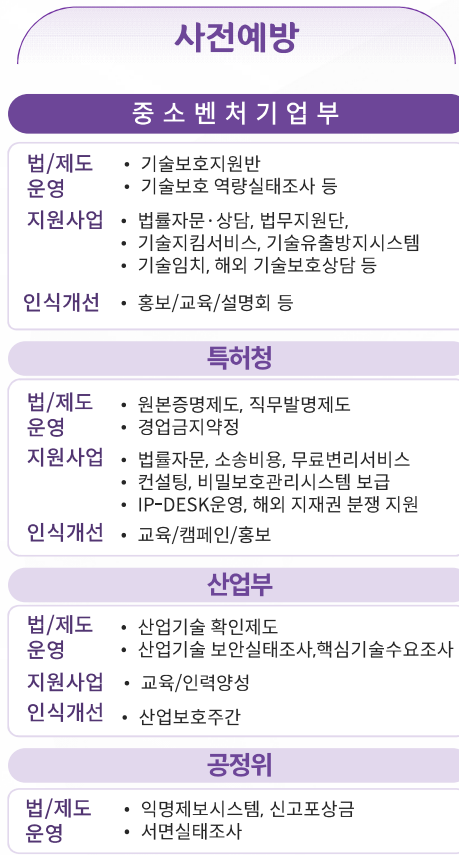 사전예방
중소벤처기업부
법/제도 운영
• 기술보호지원반
• 기술보호 역량실태조사 등
지원사업
• 법률자문·상담, 법무지원단,
• 기술지킴서비스, 기술유출방지시스템
• 기술임치, 해외 기술보호상담 등
인식개선
• 홍보/교육/설명회 등
특허청
법/제도 운영
• 원본증명제도, 직무발명제도
• 경업금지약정
지원사업
• 법률자문, 소송비용, 무료변리서비스
• 컨설팅, 비밀보호관리시스템 보급
• IP-DESK운영, 해외 지재권 분쟁 지원
인식개선
• 교육/캠페인/홍보
산업부
법/제도 운영
• 산업기술 확인제도
• 산업기술 보안실태조사,핵심기술수요조사
지원사업
• 교육/인력양성
인식개선
• 산업보호주간
공정위
법/제도 운영
• 익명제보시스템, 신고포상금
• 서면실태조사